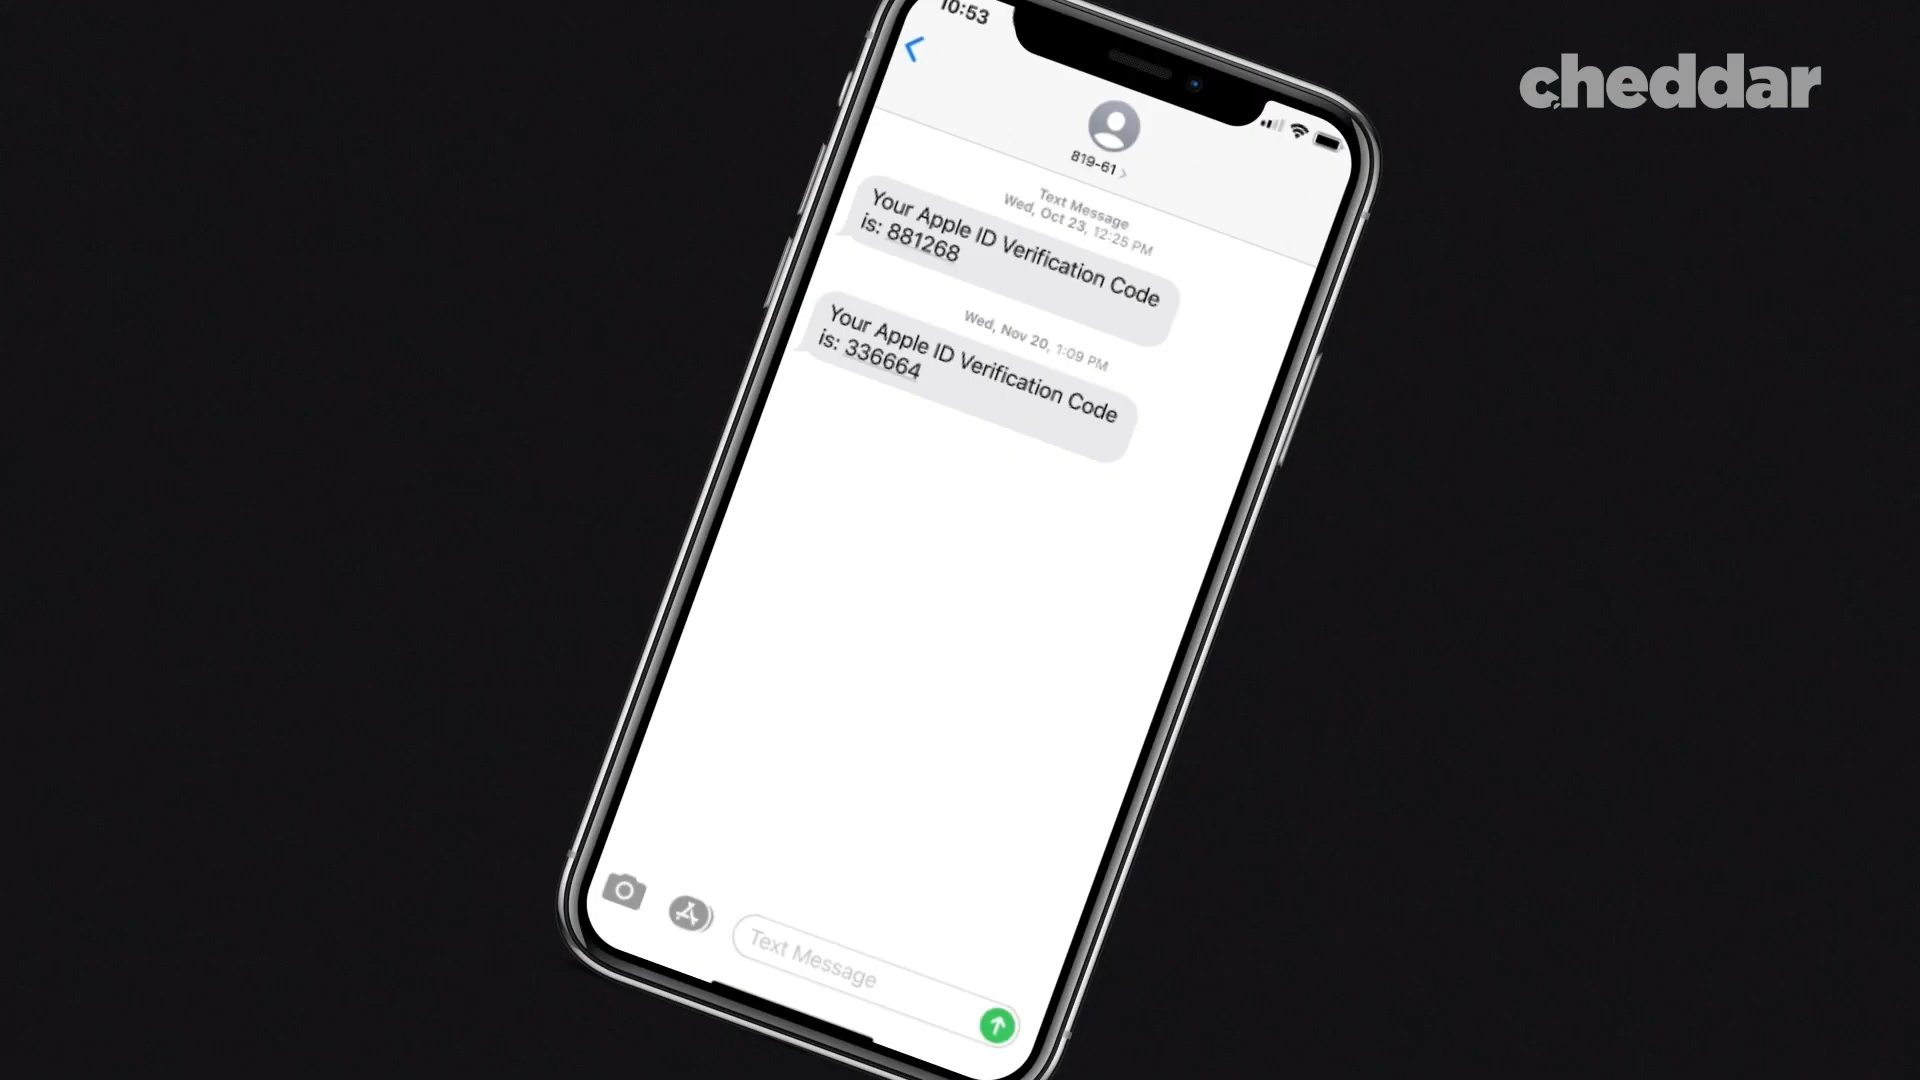 10:53
cheddar
819-61
Text Message
Wed, Oct 23, 12:25 PM
Your Apple ID Verification Code
is: 881268
Wed, Nov 20, 1:09 PM
Your Apple ID Verification Code
is: 336664
Text Message